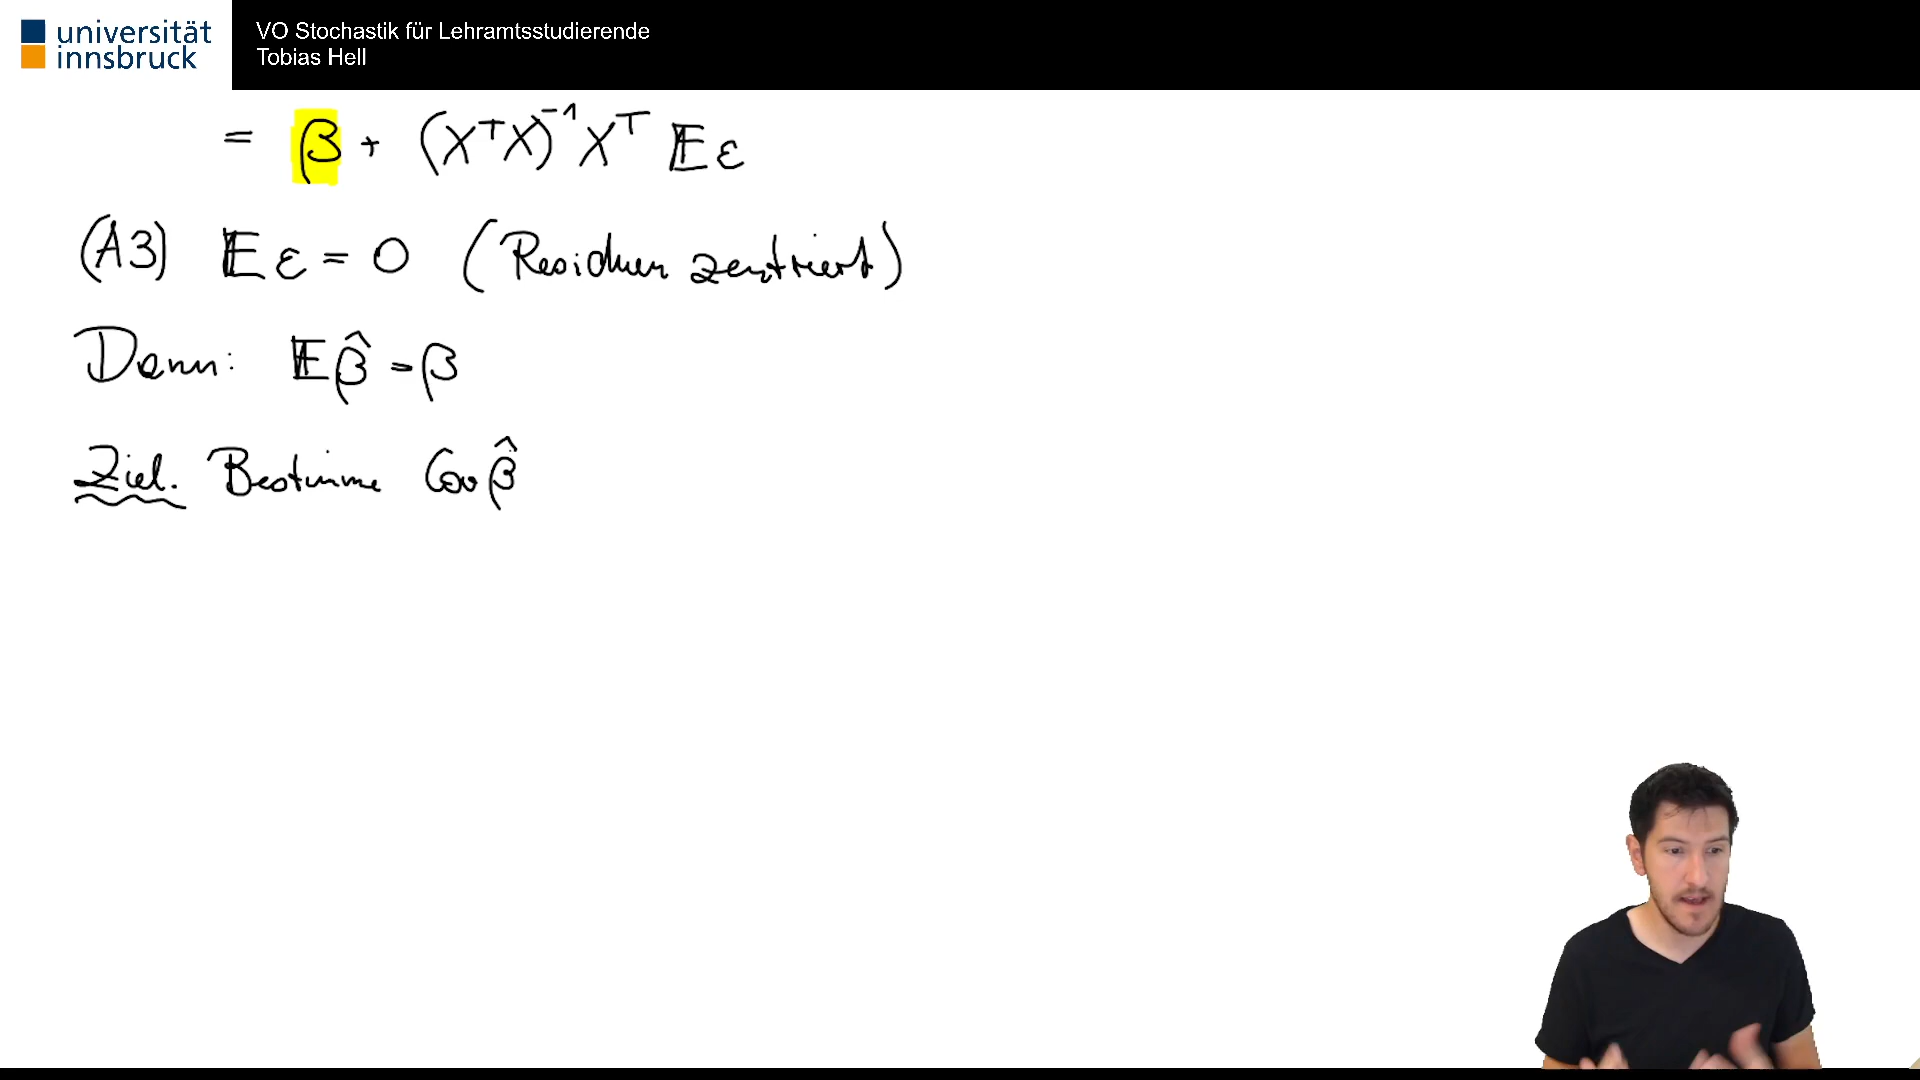 universität
innsbruck
VO Stochastik für Lehramtsstudierende
Tobias Hell
= β + (XᵀX)⁻¹Xᵀ 𝔼ε
(A3) 𝔼ε = 0 (Residuen zentriert)
Dann: 𝔼β̂ = β
Ziel. Bestimme Cov β̂